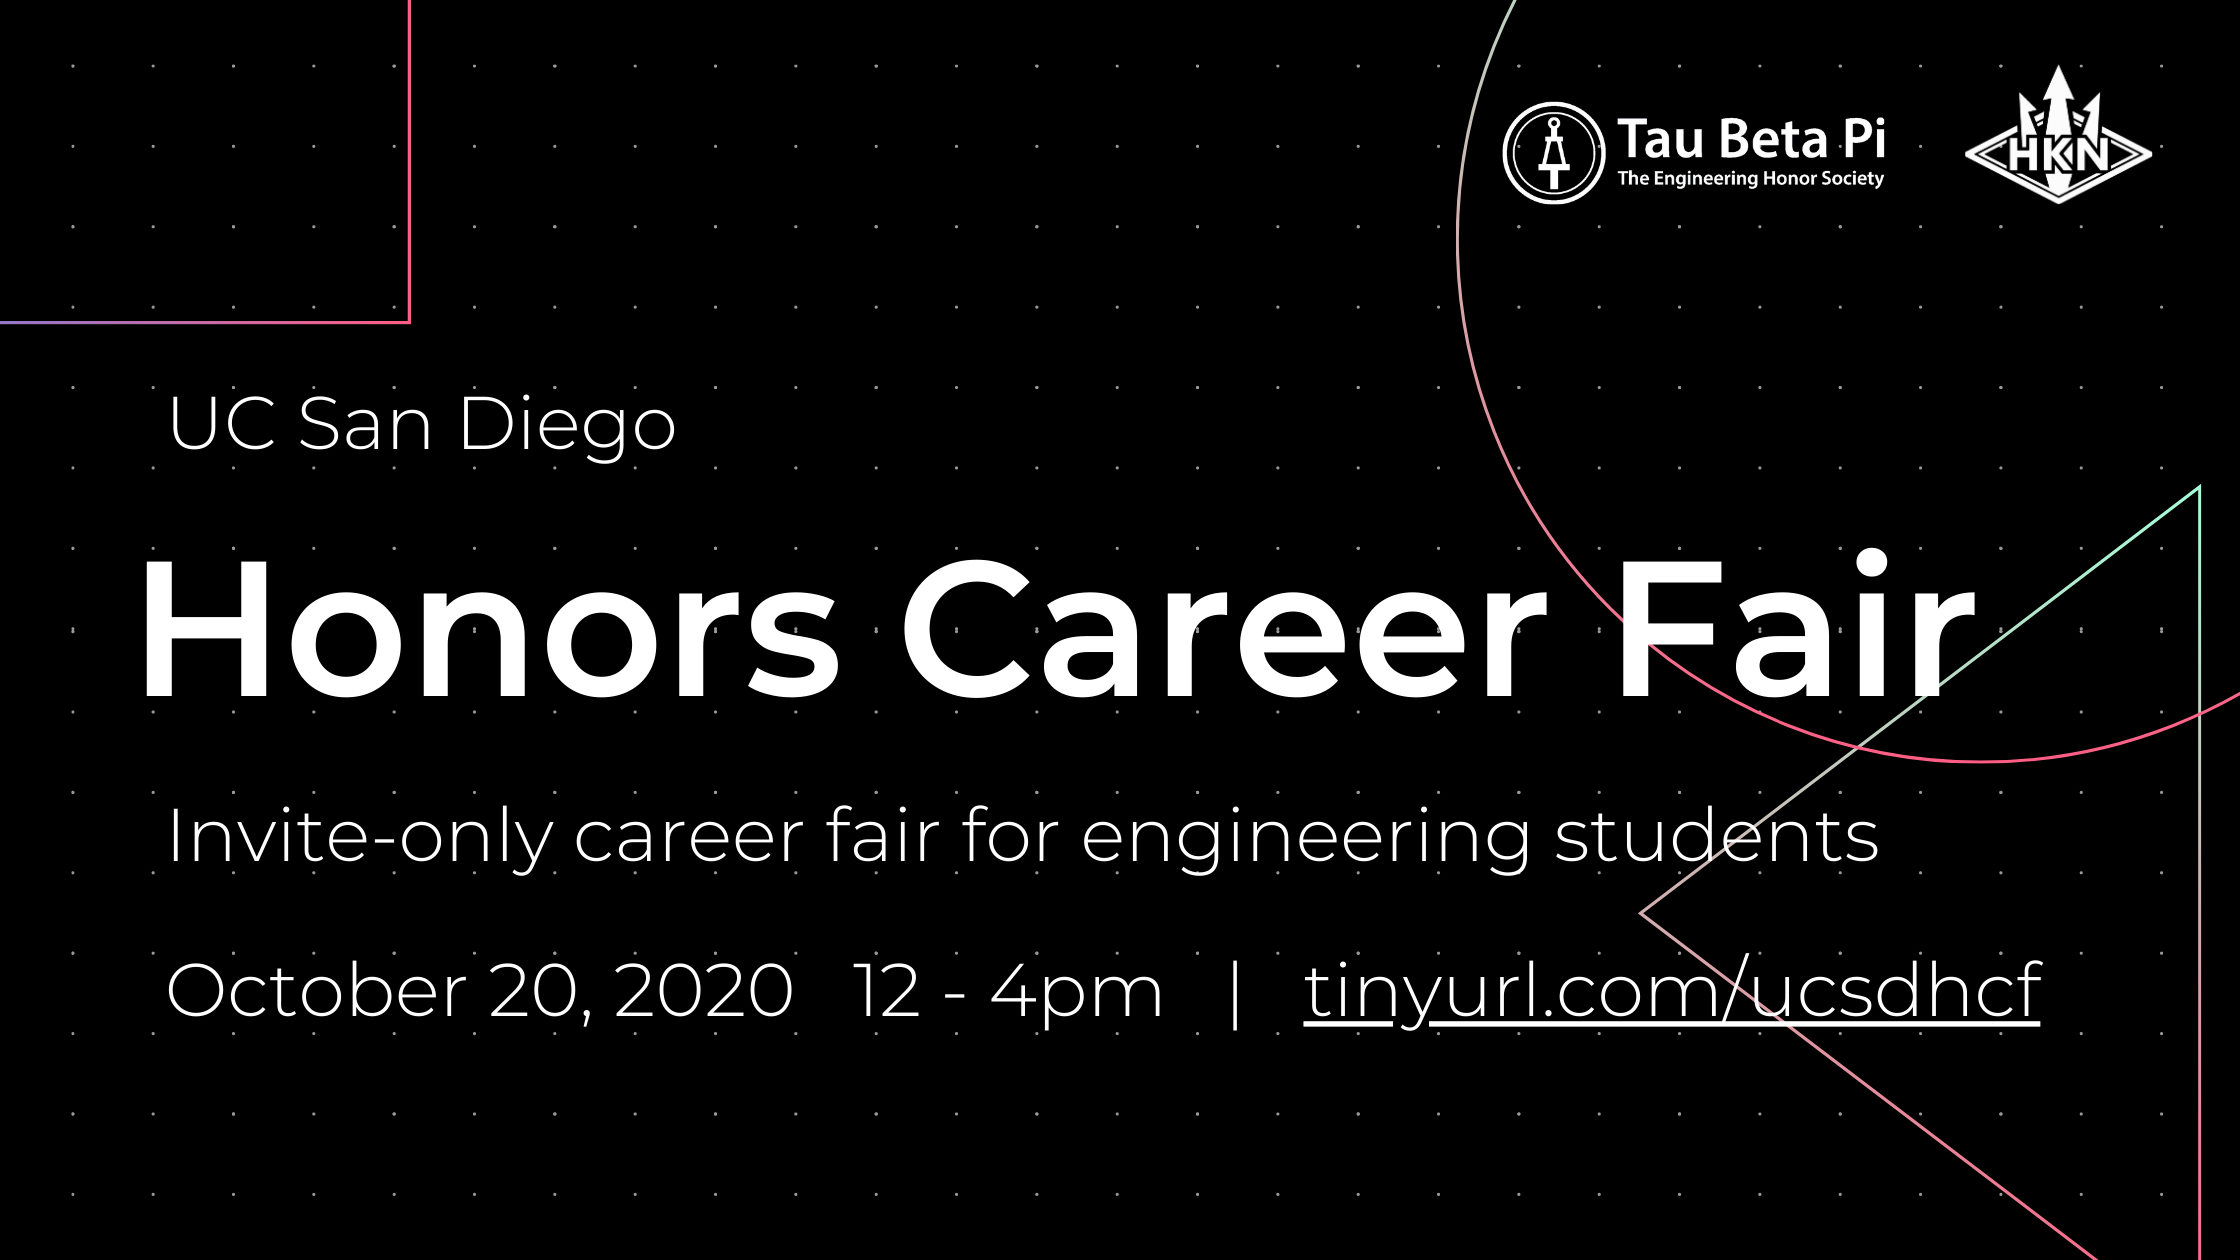 Tau Beta Pi
The Engineering Honor Society
HKN
UC San Diego
Honors Career Fair
Invite-only career fair for engineering students
October 20, 2020 12 - 4pm | tinyurl.com/ucsdhcf